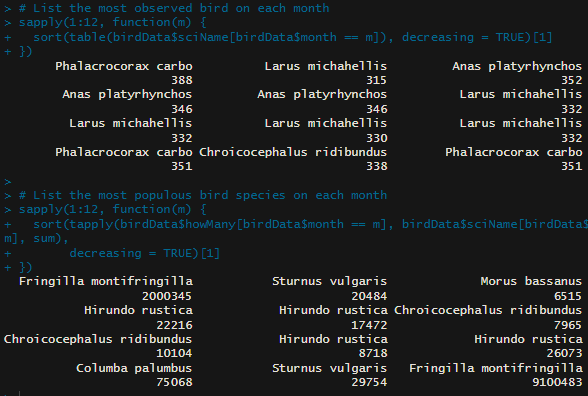 > # List the most observed bird on each month
> sapply(1:12, function(m) {
+   sort(table(birdData$sciName[birdData$month == m]), decreasing = TRUE)[1]
+ })
Phalacrocorax carbo Larus michahellis Anas platyrhynchos
388 315 352
Anas platyrhynchos Anas platyrhynchos Larus michahellis
346 346 332
Larus michahellis Larus michahellis Larus michahellis
332 330 332
Phalacrocorax carbo Chroicocephalus ridibundus Phalacrocorax carbo
351 338 351
>
> # List the most populous bird species on each month
> sapply(1:12, function(m) {
+   sort(tapply(birdData$howMany[birdData$month == m], birdData$sciName[birdData$
m], sum),
+        decreasing = TRUE)[1]
+ })
Fringilla montifringilla Sturnus vulgaris Morus bassanus
2000345 20484 6515
Hirundo rustica Hirundo rustica Chroicocephalus ridibundus
22216 17472 7965
Chroicocephalus ridibundus Hirundo rustica Hirundo rustica
10104 8718 26073
Columba palumbus Sturnus vulgaris Fringilla montifringilla
75068 29754 9100483